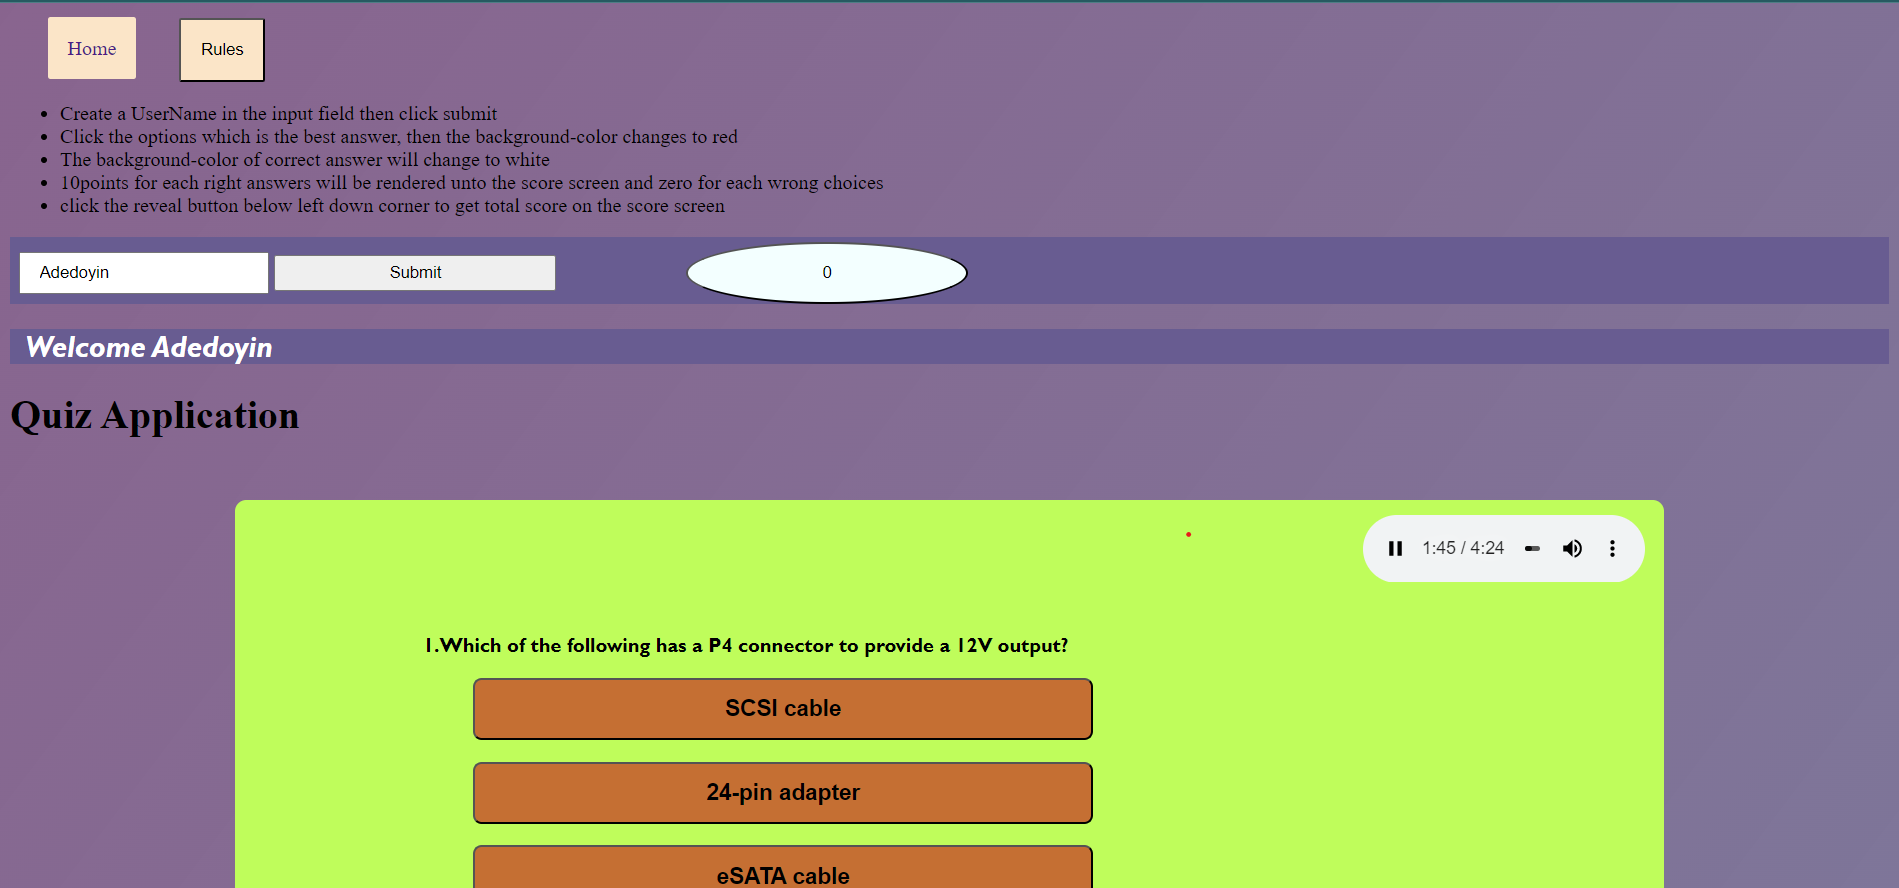 Home
Rules
Create a UserName in the input field then click submit
Click the options which is the best answer, then the background-color changes to red
The background-color of correct answer will change to white
10points for each right answers will be rendered unto the score screen and zero for each wrong choices
click the reveal button below left down corner to get total score on the score screen
Adedoyin
Submit
0
Welcome Adedoyin
Quiz Application
1:45 / 4:24
1.Which of the following has a P4 connector to provide a 12V output?
SCSI cable
24-pin adapter
eSATA cable